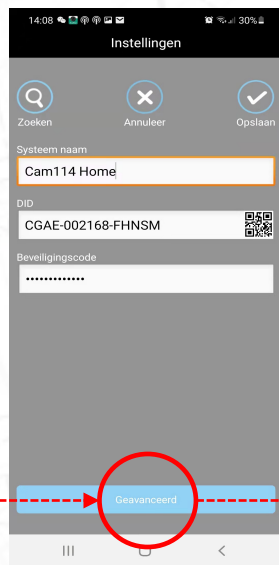 14:08 30%
Instellingen
Zoeken Annuleer Opslaan
Systeem naam
Cam114 Home
DID
CGAE-002168-FHNSM
Beveiligingscode
•••••••••••••
Geavanceerd